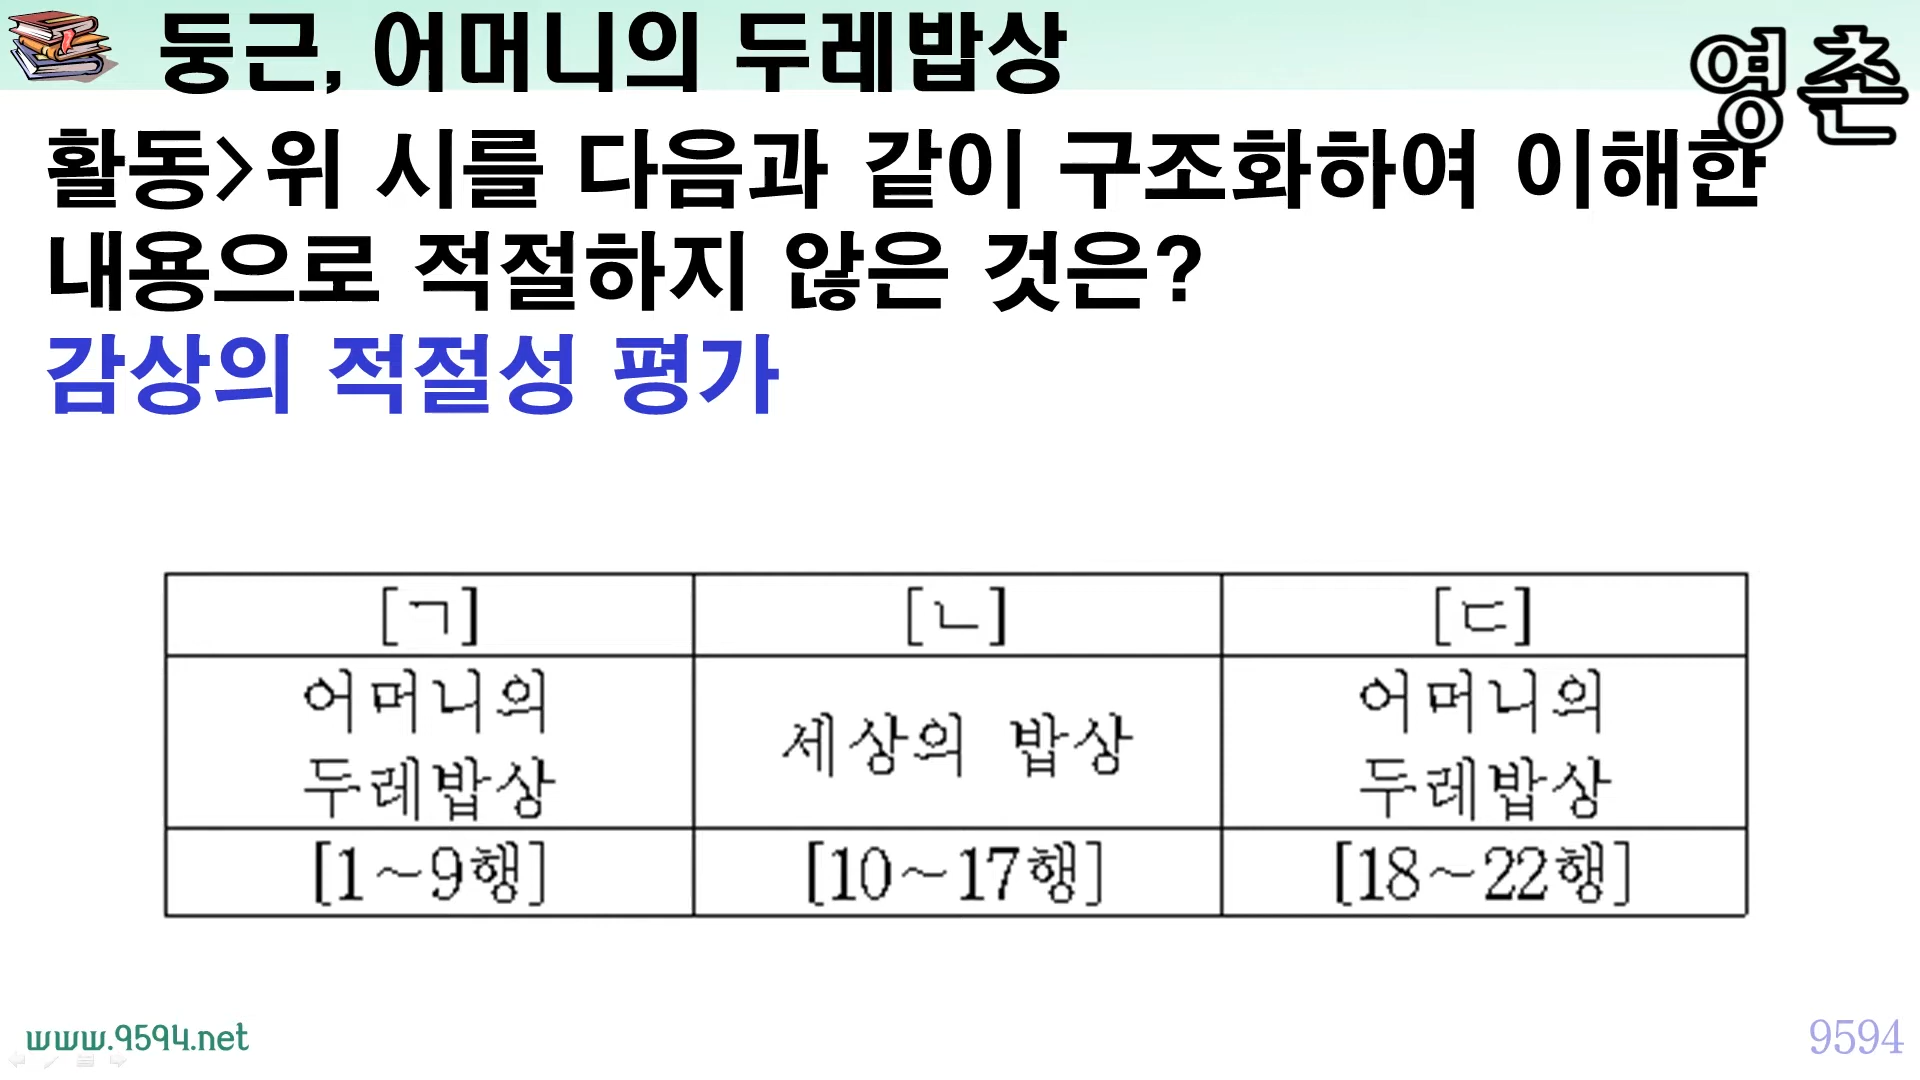 둥근, 어머니의 두레밥상
영촌
활동>위 시를 다음과 같이 구조화하여 이해한
내용으로 적절하지 않은 것은?
감상의 적절성 평가
[ㄱ] [ㄴ] [ㄷ]
어머니의
두레밥상
세상의 밥상
어머니의
두레밥상
[1~9행] [10~17행] [18~22행]
www.9594.net
9594